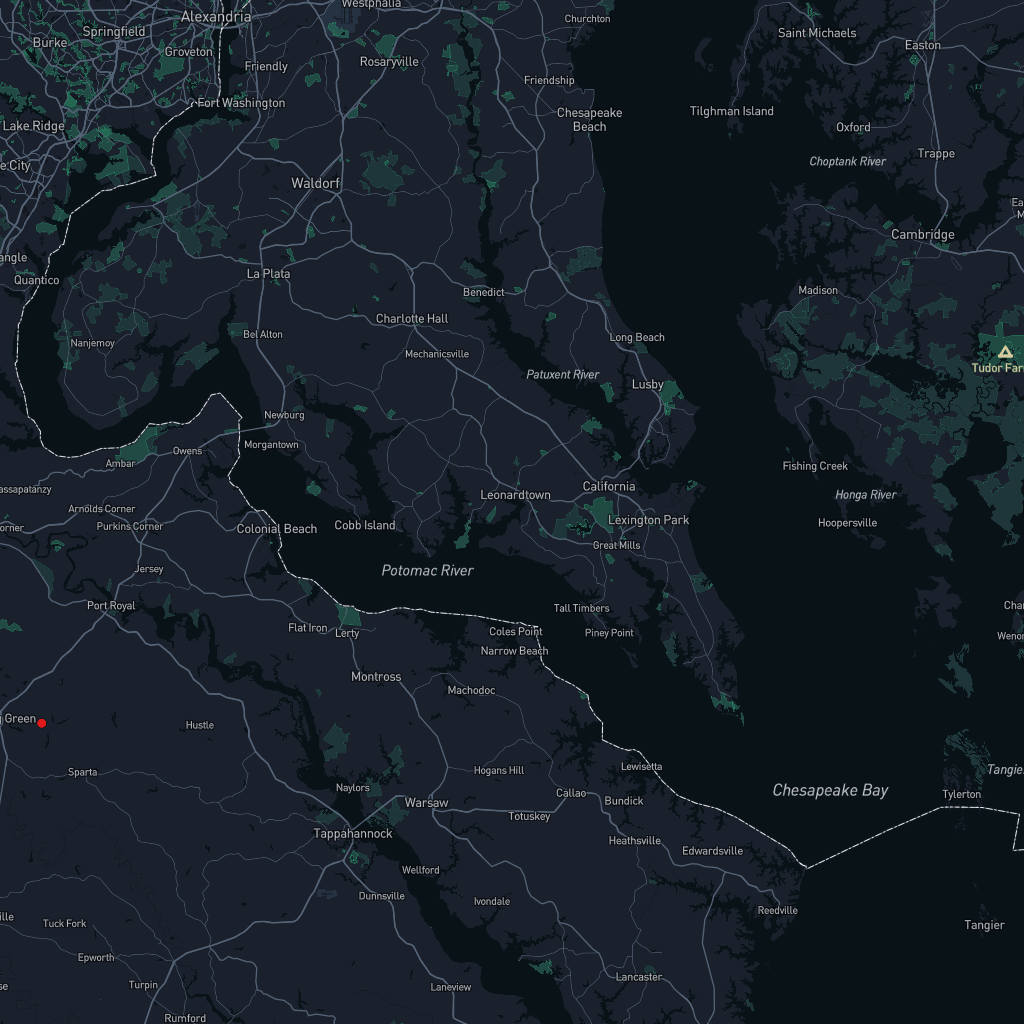 Westphalia
Alexandria
Churchton
Springfield
Saint Michaels
Burke
Groveton
Easton
Friendly
Rosaryville
Friendship
Fort Washington
Tilghman Island
Chesapeake
Beach
Lake Ridge
Oxford
Trappe
e City
Choptank River
Waldorf
Cambridge
angle
La Plata
Quantico
Benedict
Madison
Charlotte Hall
Bel Alton
Long Beach
Nanjemoy
Mechanicsville
Tudor Far
Patuxent River
Lusby
Newburg
Morgantown
Owens
Ambar
Fishing Creek
assapatanzy
California
Leonardtown
Honga River
Arnolds Corner
Lexington Park
Hoopersville
orner
Purkins Corner
Colonial Beach
Cobb Island
Great Mills
Jersey
Potomac River
Port Royal
Tall Timbers
Flat Iron
Lerty
Coles Point
Piney Point
Narrow Beach
Montross
Machodoc
Green
Hustle
Sparta
Hogans Hill
Lewisetta
Tangier
Naylors
Callao
Chesapeake Bay
Tylerton
Warsaw
Bundick
Totuskey
Tappahannock
Heathsville
Edwardsville
Wellford
Dunnsville
Ivondale
Reedville
ille
Tuck Fork
Tangier
Epworth
Lancaster
Turpin
Laneview
Rumford